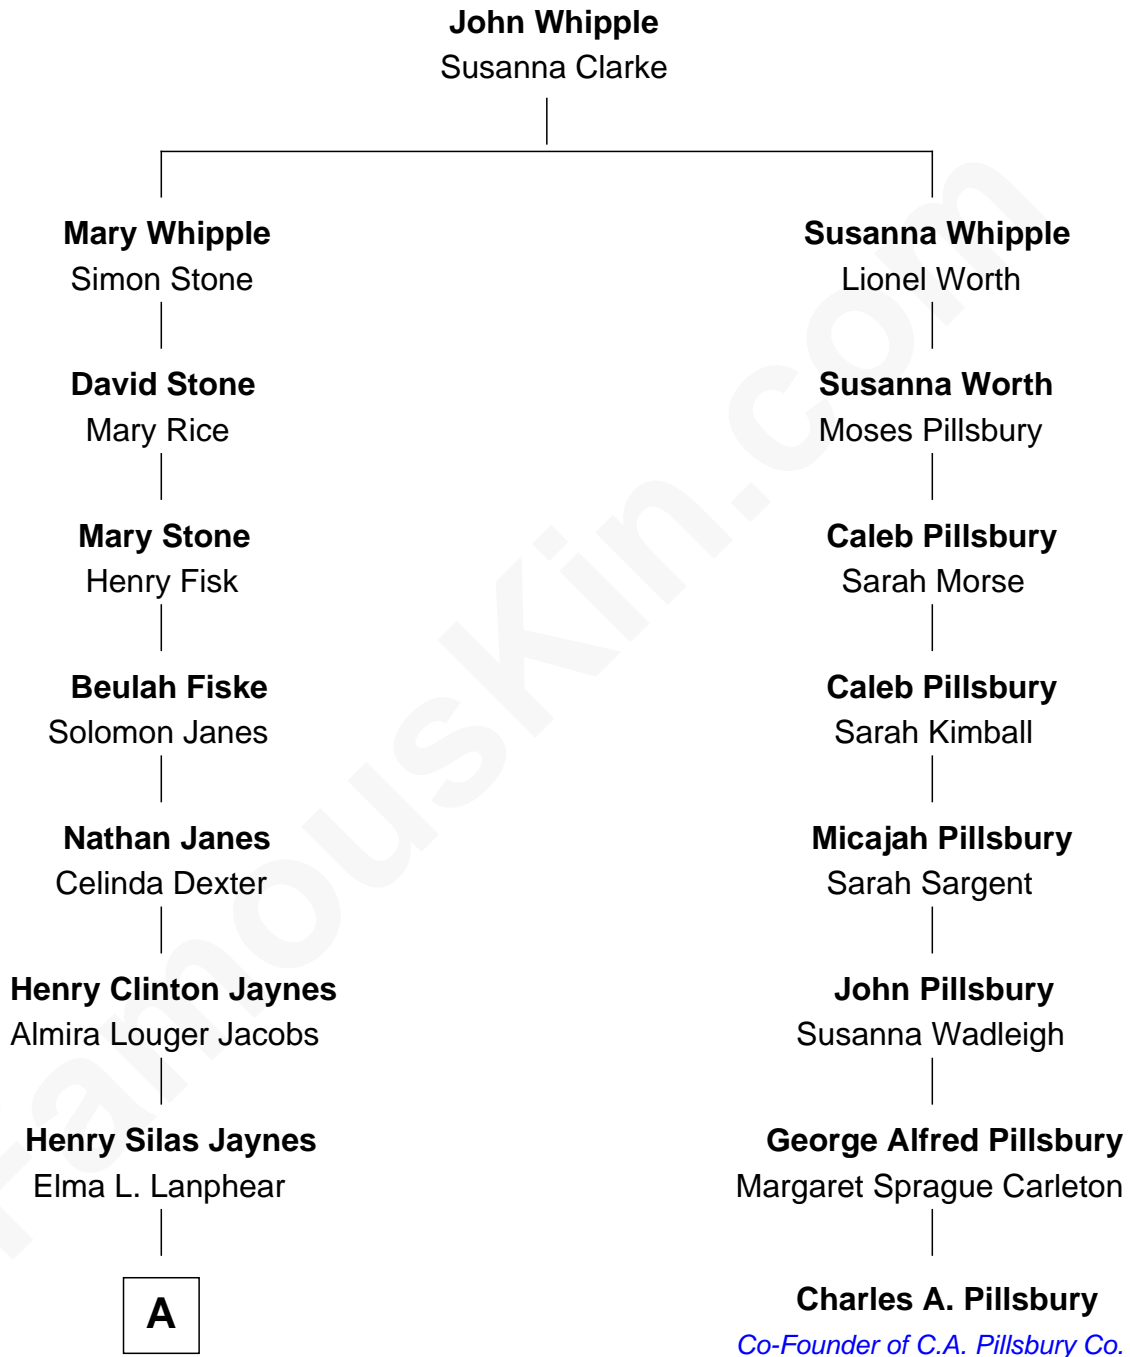 John Whipple
Susanna Clarke
Mary Whipple
Simon Stone
David Stone
Mary Rice
Mary Stone
Henry Fisk
Beulah Fiske
Solomon Janes
Nathan Janes
Celinda Dexter
Henry Clinton Jaynes
Almira Louger Jacobs
Henry Silas Jaynes
Elma L. Lanphear
A
Susanna Whipple
Lionel Worth
Susanna Worth
Moses Pillsbury
Caleb Pillsbury
Sarah Morse
Caleb Pillsbury
Sarah Kimball
Micajah Pillsbury
Sarah Sargent
John Pillsbury
Susanna Wadleigh
George Alfred Pillsbury
Margaret Sprague Carleton
Charles A. Pillsbury
Co-Founder of C.A. Pillsbury Co.
FamousKin.com